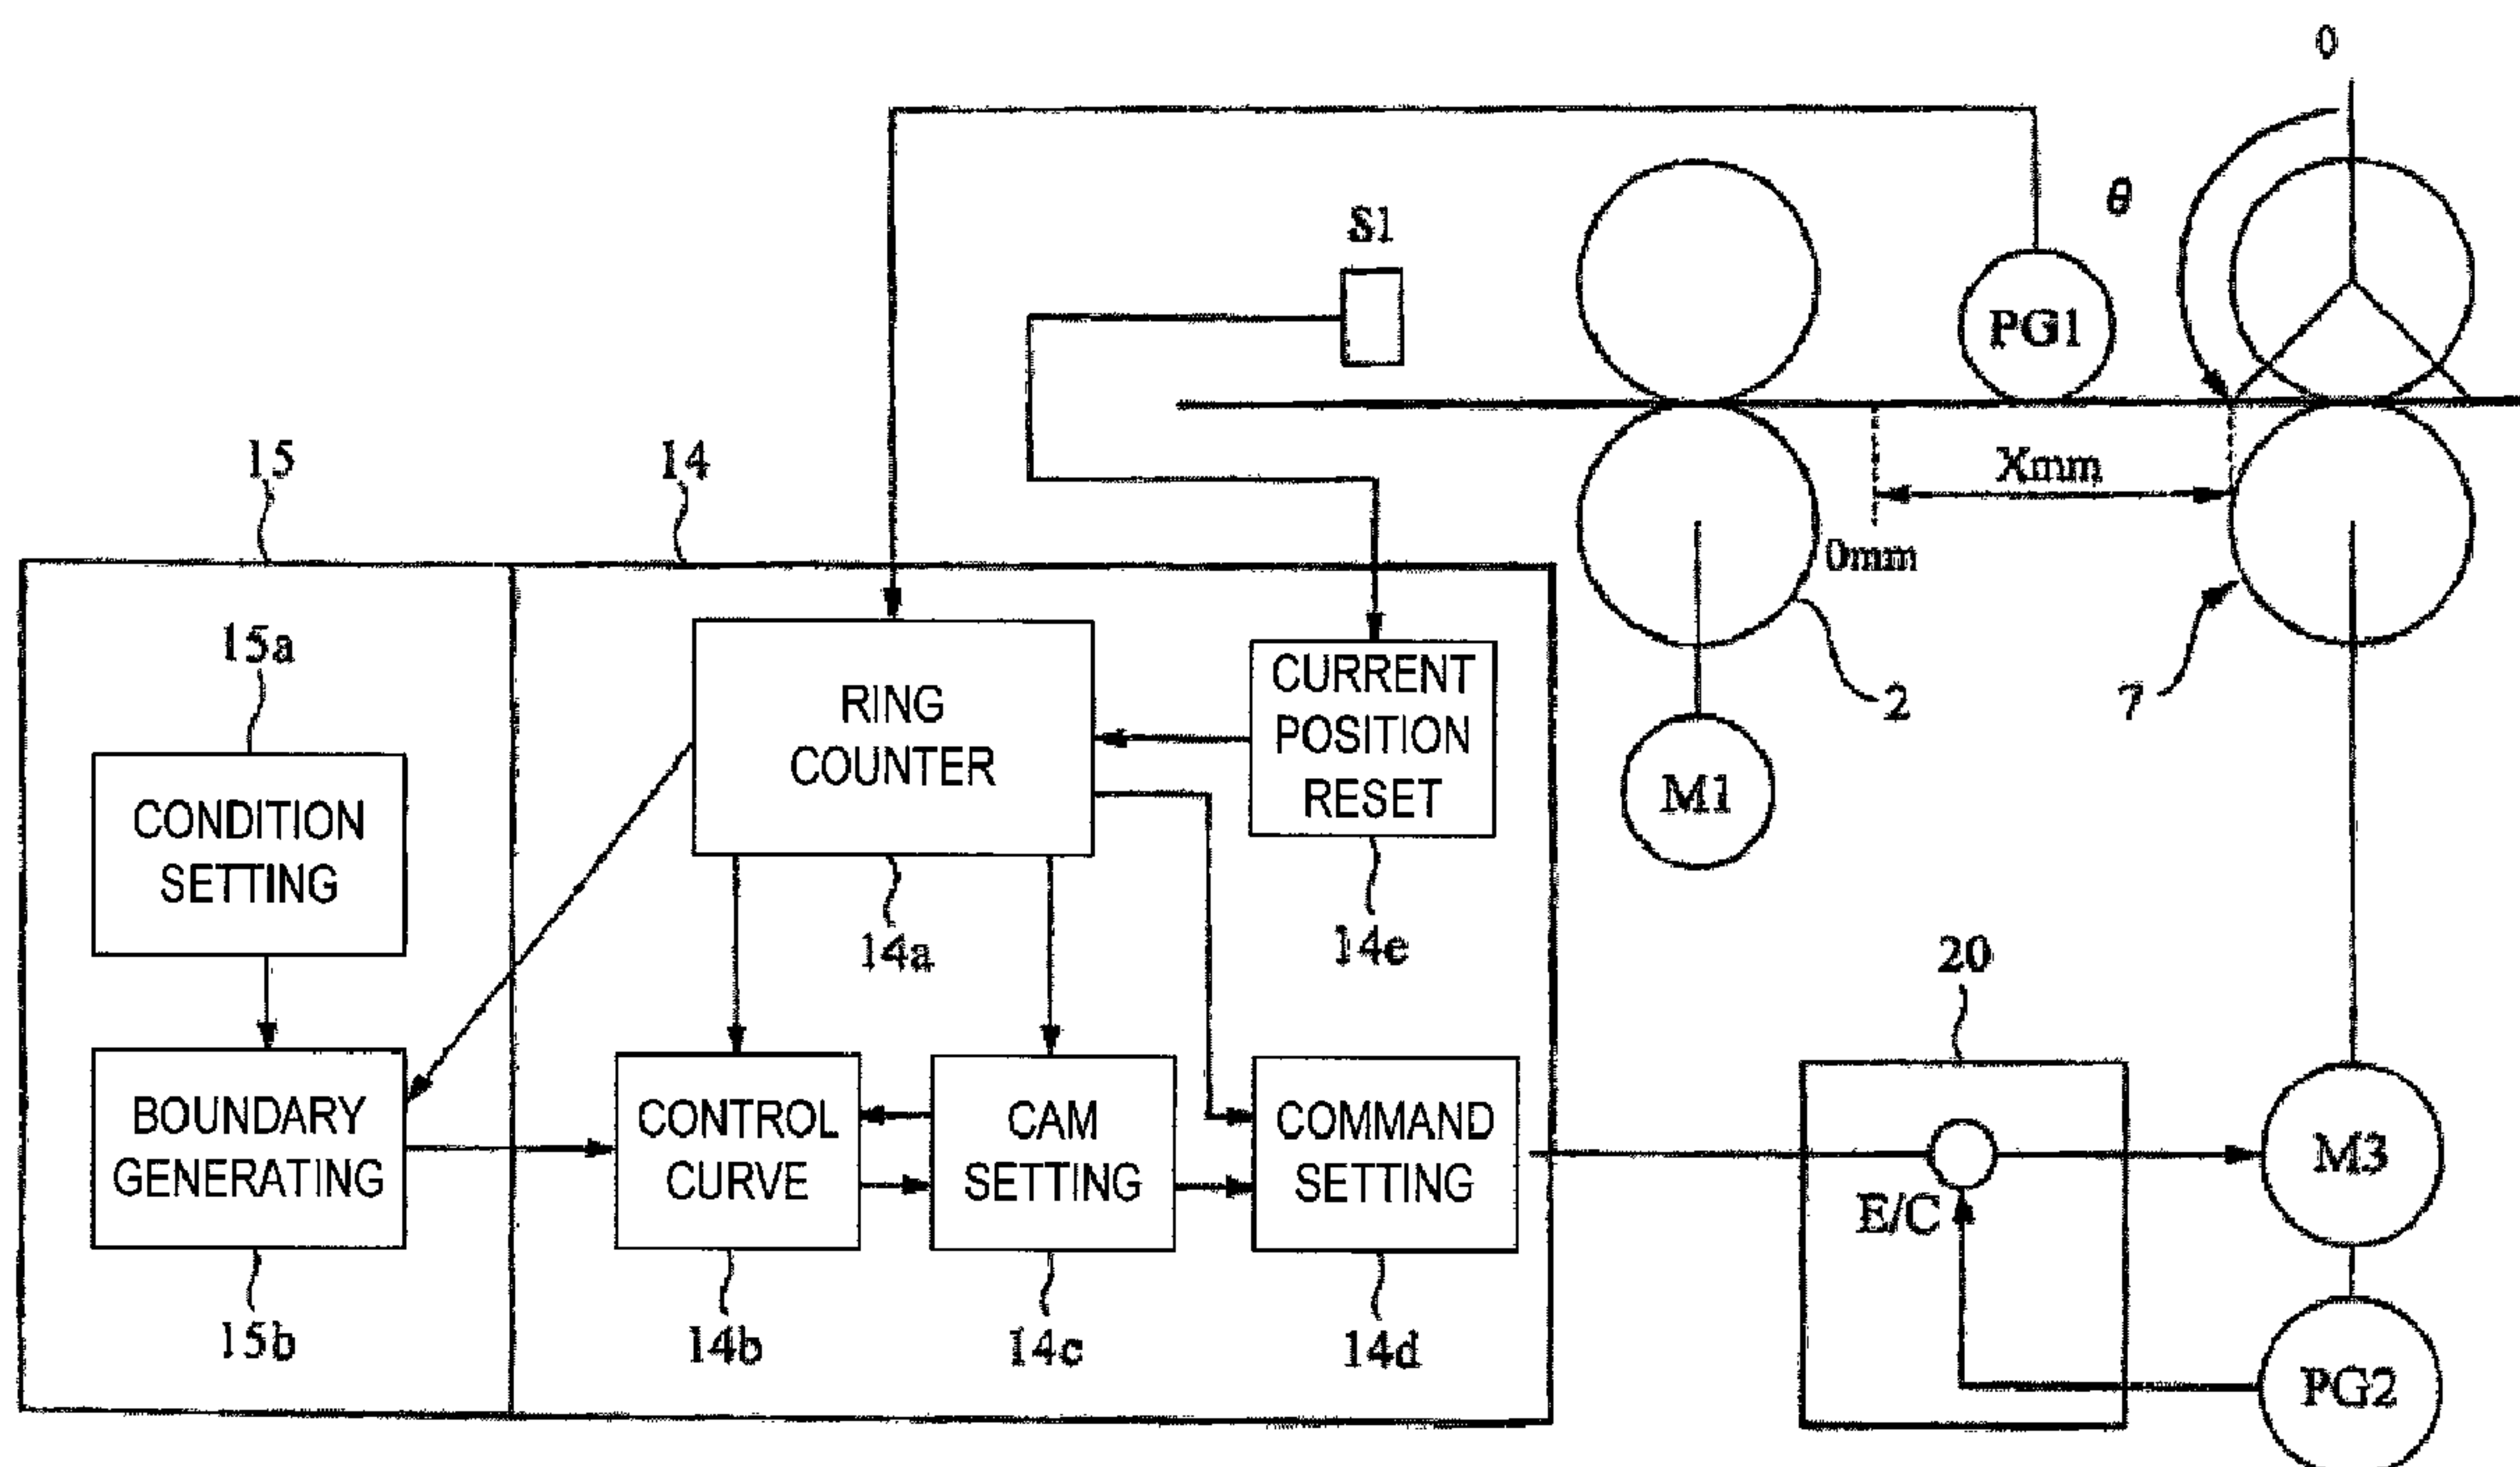 0
θ
S1
PG1
Xmm
15
14
0mm
15a
RING
COUNTER
CURRENT
POSITION
RESET
2
7
M1
CONDITION
SETTING
14a
14e
20
BOUNDARY
GENERATING
CONTROL
CURVE
CAM
SETTING
COMMAND
SETTING
M3
E/C
15b
14b
14c
14d
PG2